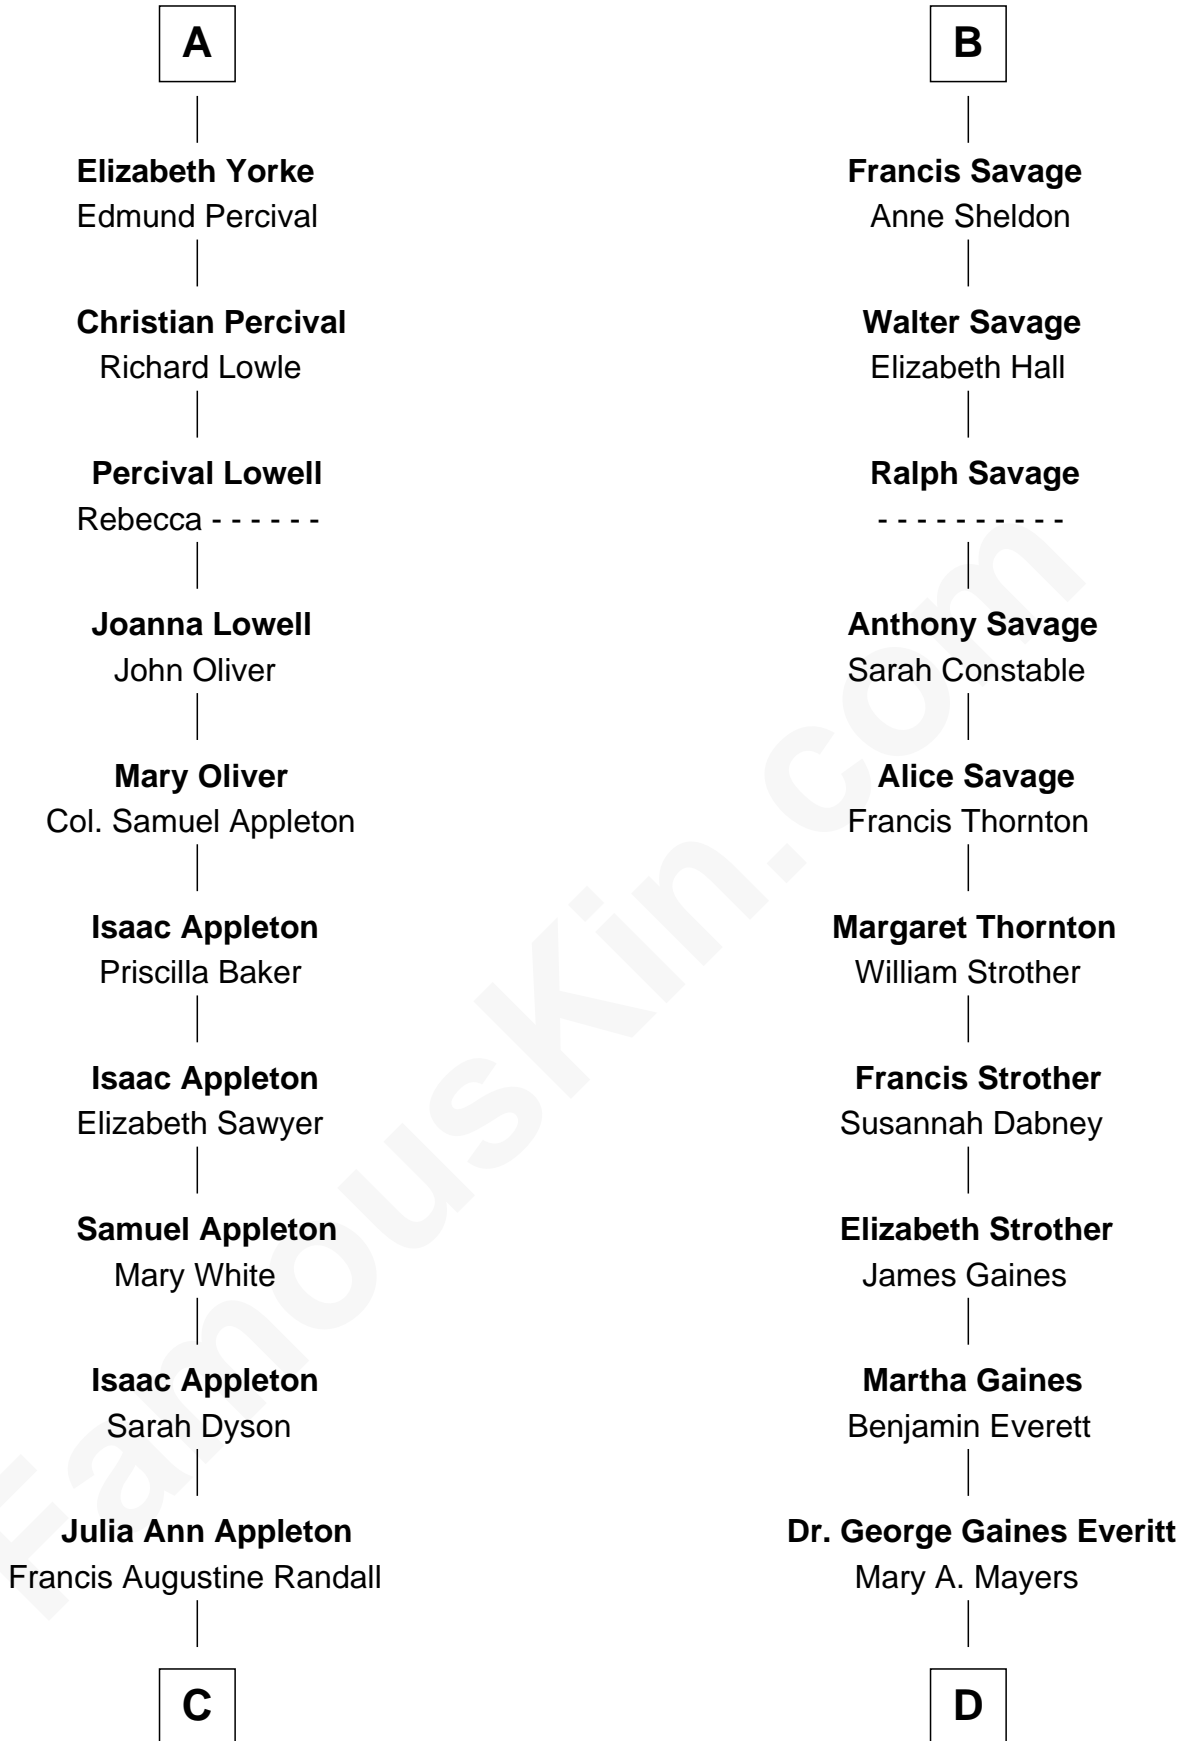 A
Elizabeth Yorke
Edmund Percival
Christian Percival
Richard Lowle
Percival Lowell
Rebecca - - - - - -
Joanna Lowell
John Oliver
Mary Oliver
Col. Samuel Appleton
Isaac Appleton
Priscilla Baker
Isaac Appleton
Elizabeth Sawyer
Samuel Appleton
Mary White
Isaac Appleton
Sarah Dyson
Julia Ann Appleton
Francis Augustine Randall
C
B
Francis Savage
Anne Sheldon
Walter Savage
Elizabeth Hall
Ralph Savage
- - - - - - - - - -
Anthony Savage
Sarah Constable
Alice Savage
Francis Thornton
Margaret Thornton
William Strother
Francis Strother
Susannah Dabney
Elizabeth Strother
James Gaines
Martha Gaines
Benjamin Everett
Dr. George Gaines Everitt
Mary A. Mayers
D
FamousKin.com